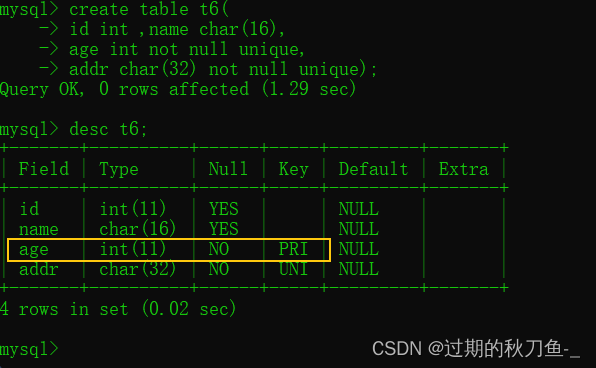 mysql> create table t6(
    -> id int ,name char(16),
    -> age int not null unique,
    -> addr char(32) not null unique);
Query OK, 0 rows affected (1.29 sec)
mysql> desc t6;
+-------+----------+------+-----+---------+-------+
| Field | Type     | Null | Key | Default | Extra |
+-------+----------+------+-----+---------+-------+
| id    | int(11)  | YES  |     | NULL    |       |
| name  | char(16) | YES  |     | NULL    |       |
| age   | int(11)  | NO   | PRI | NULL    |       |
| addr  | char(32) | NO   | UNI | NULL    |       |
+-------+----------+------+-----+---------+-------+
4 rows in set (0.02 sec)
mysql>
CSDN @过期的秋刀鱼-_